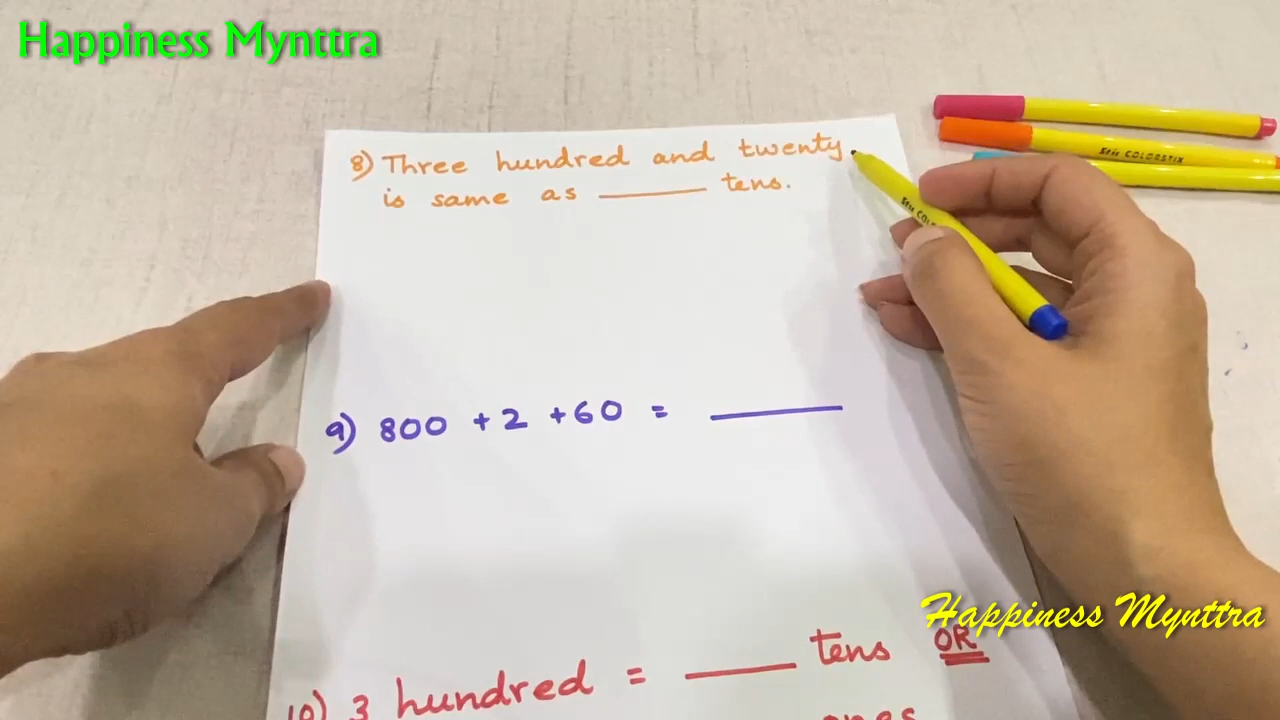 Happiness Mynttra
8) Three hundred and twenty
is same as ______ tens.
9) 800 + 2 + 60 = ______
Happiness Mynttra
10) 3 hundred = ______ tens OR
ones